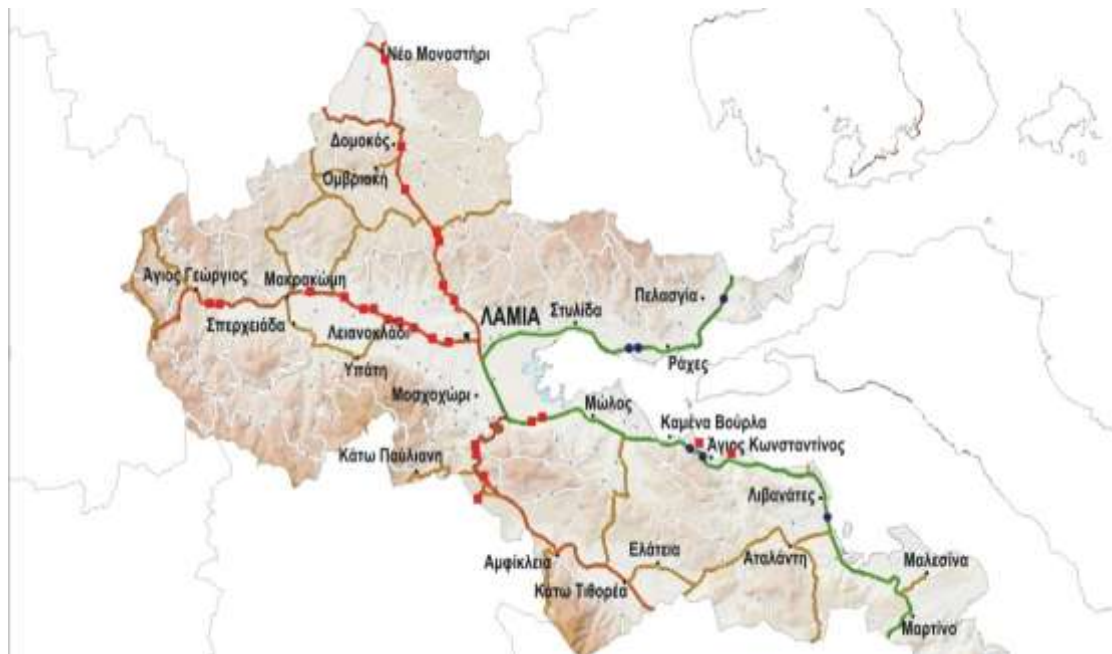 Νέο Μοναστήρι
Δομοκός
Ομβριακή
Άγιος Γεώργιος
Μακρακώμη
Πελασγία
Σπερχειάδα
Λειανοκλάδι
ΛΑΜΙΑ
Στυλίδα
Υπάτη
Ράχες
Μοσχοχώρι
Μώλος
Καμένα Βούρλα
Άγιος Κωνσταντίνος
Κάτω Παύλιανη
Λιβανάτες
Αμφίκλεια
Ελάτεια
Αταλάντη
Μαλεσίνα
Κατω Τιθορέα
Μαρτίνο